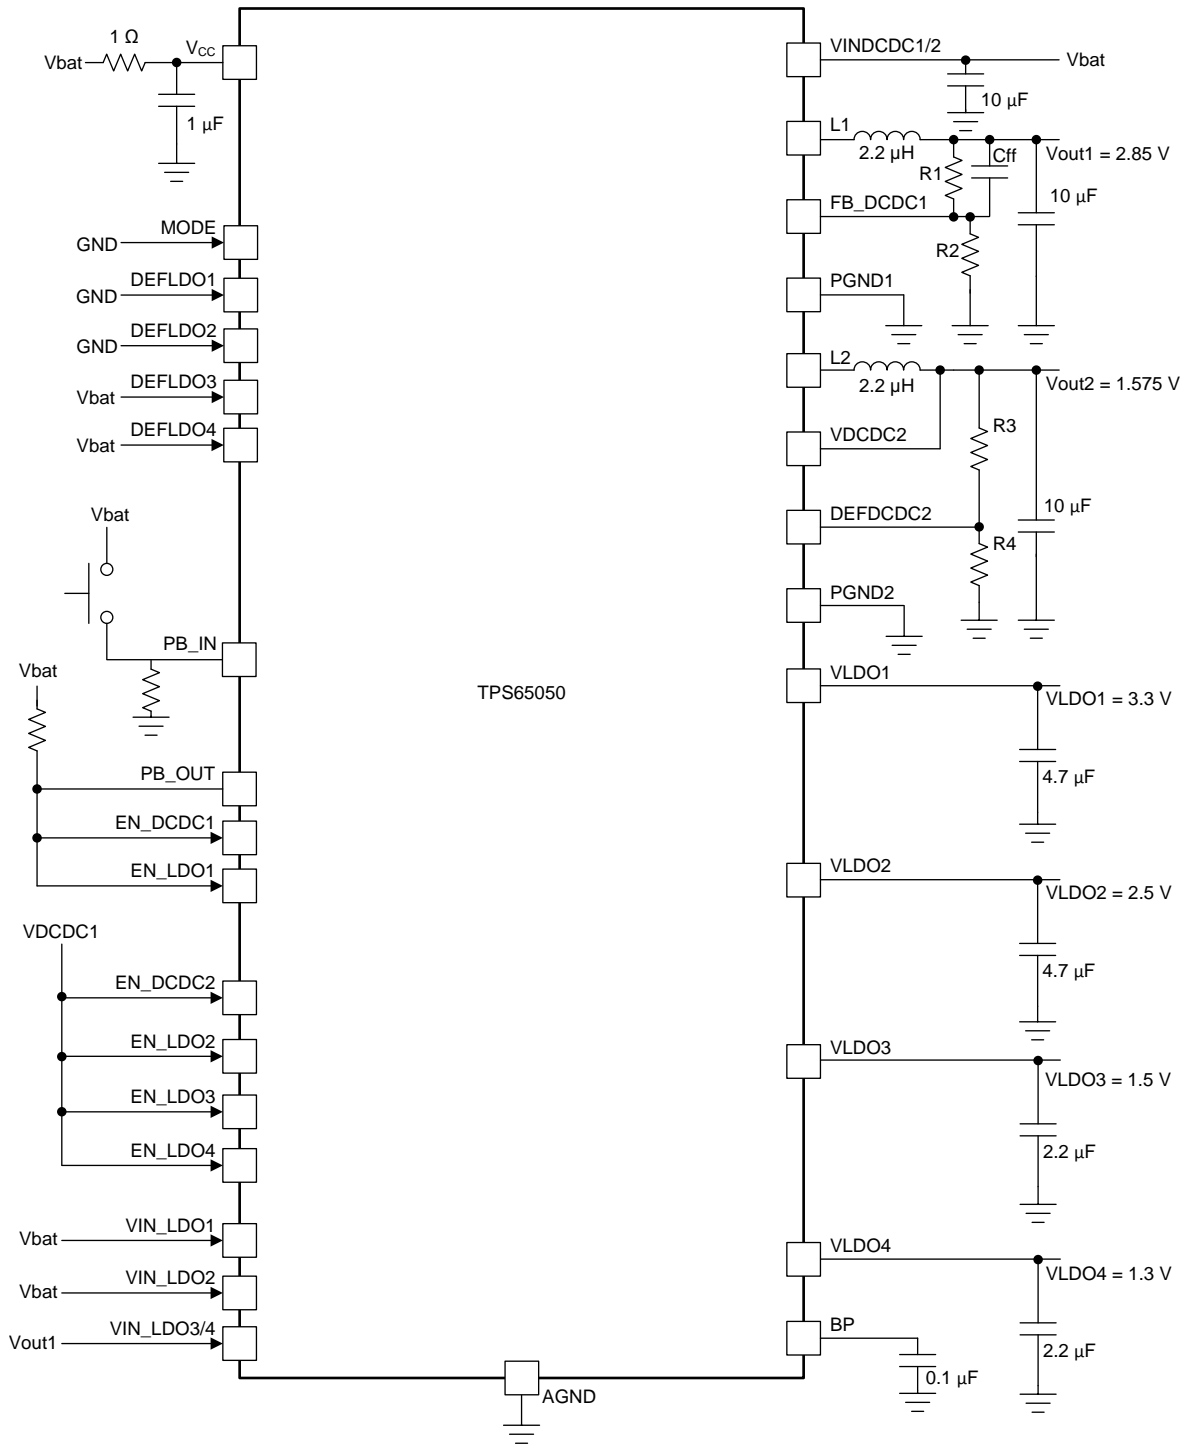 1 Ω
Vbat
VCC
1 µF
GND
MODE
GND
DEFLDO1
GND
DEFLDO2
Vbat
DEFLDO3
Vbat
DEFLDO4
Vbat
PB_IN
Vbat
PB_OUT
EN_DCDC1
EN_LDO1
VDCDC1
EN_DCDC2
EN_LDO2
EN_LDO3
EN_LDO4
Vbat
VIN_LDO1
Vbat
VIN_LDO2
Vout1
VIN_LDO3/4
TPS65050
AGND
VINDCDC1/2
Vbat
10 µF
L1
2.2 µH
R1
Cff
Vout1 = 2.85 V
10 µF
FB_DCDC1
R2
PGND1
L2
2.2 µH
Vout2 = 1.575 V
R3
VDCDC2
10 µF
DEFDCDC2
R4
PGND2
VLDO1
VLDO1 = 3.3 V
4.7 µF
VLDO2
VLDO2 = 2.5 V
4.7 µF
VLDO3
VLDO3 = 1.5 V
2.2 µF
VLDO4
VLDO4 = 1.3 V
BP
2.2 µF
0.1 µF